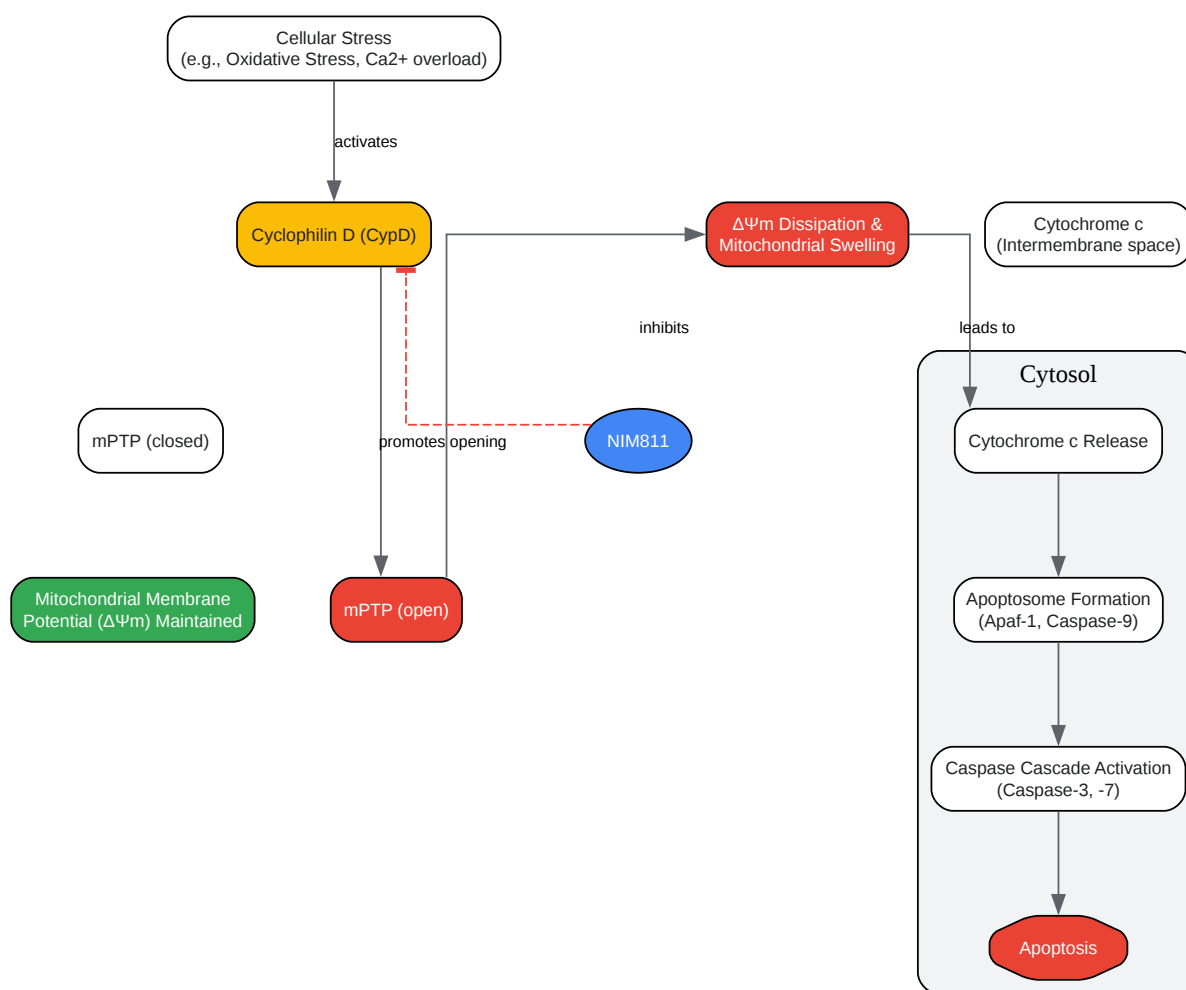 Cellular Stress
(e.g., Oxidative Stress, Ca2+ overload)
activates
Cyclophilin D (CypD)
ΔΨm Dissipation &
Mitochondrial Swelling
Cytochrome c
(Intermembrane space)
inhibits
leads to
Cytosol
mPTP (closed)
promotes opening
NIM811
Cytochrome c Release
Mitochondrial Membrane
Potential (ΔΨm) Maintained
mPTP (open)
Apoptosome Formation
(Apaf-1, Caspase-9)
Caspase Cascade Activation
(Caspase-3, -7)
Apoptosis